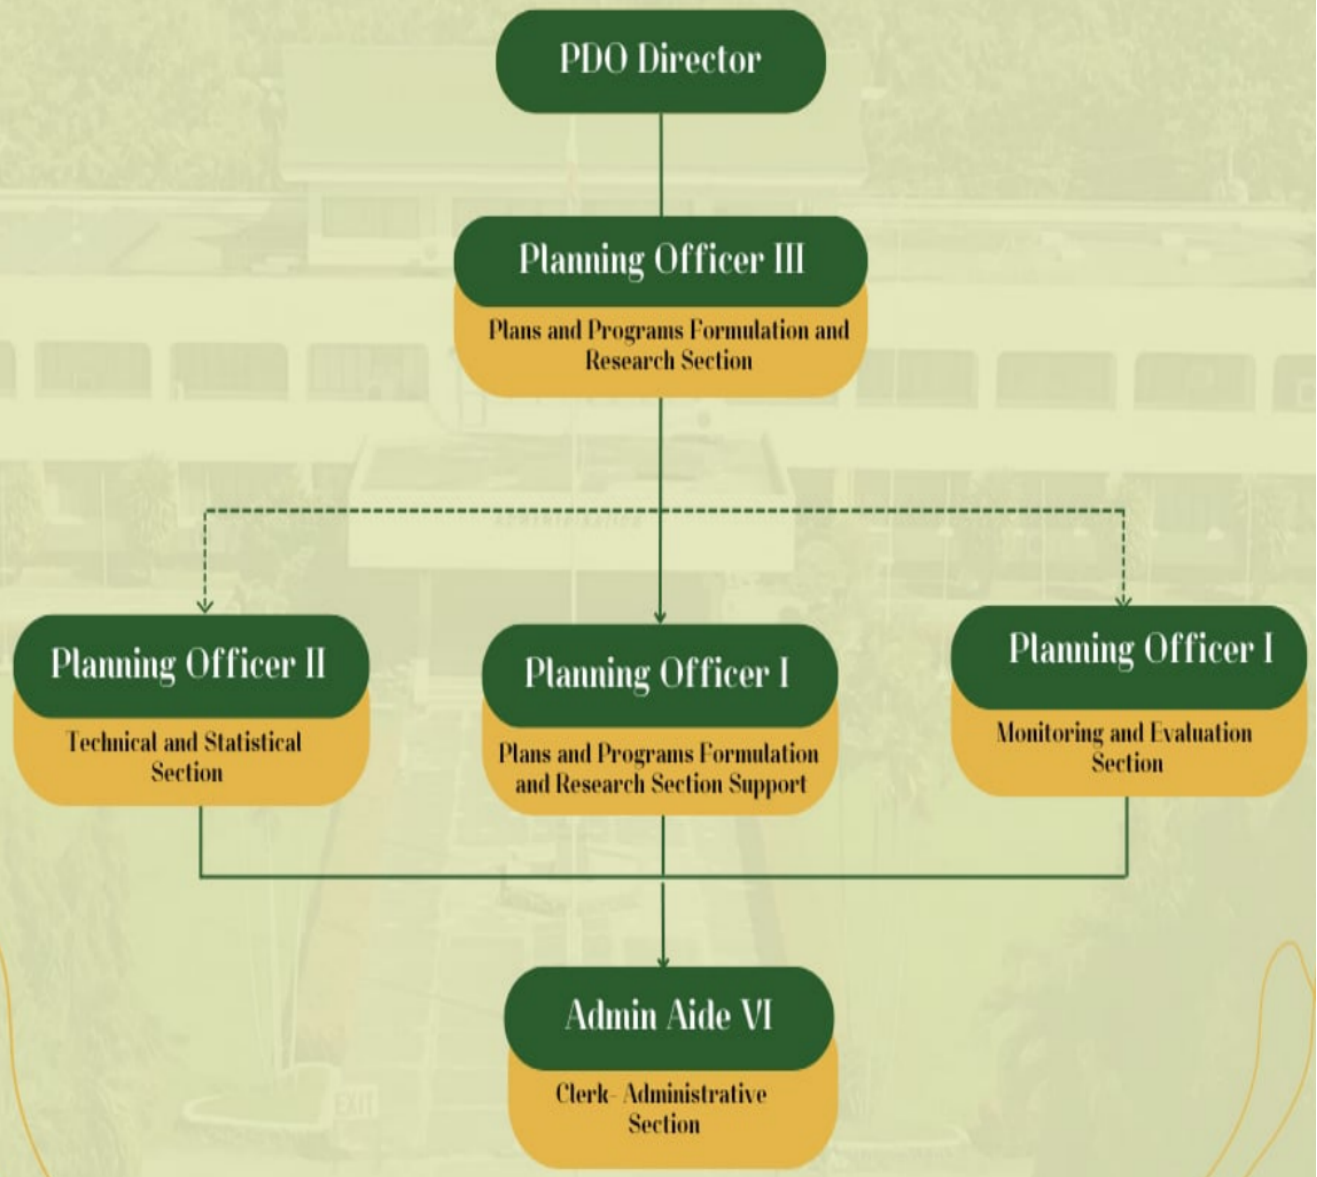 PDO Director
Planning Officer III
Plans and Programs Formulation and
Research Section
Planning Officer II
Technical and Statistical
Section
Planning Officer I
Plans and Programs Formulation
and Research Section Support
Planning Officer I
Monitoring and Evaluation
Section
Admin Aide VI
Clerk- Administrative
Section
EXIT